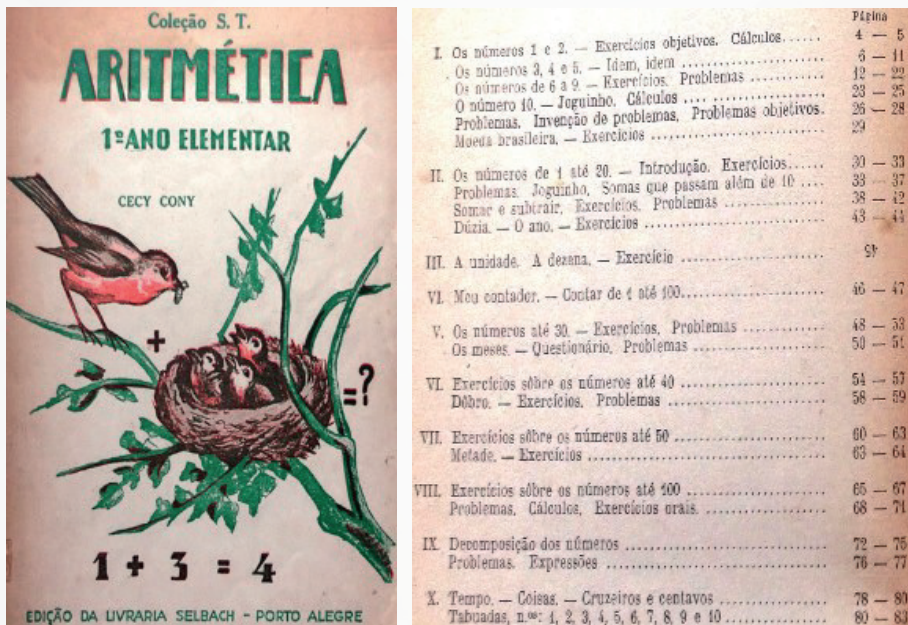 Coleção S. T.
ARITMÉTICA
1º ANO ELEMENTAR
CECY CONY
+
=?
1 + 3 = 4
EDIÇÃO DA LIVRARIA SELBACH - PORTO ALEGRE
Página
I. Os números 1 e 2. — Exercícios objetivos. Cálculos...... 4 — 5
Os números 3, 4 e 5. — Idem, idem .................... 6 — 11
Os números de 6 a 9. — Exercícios. Problemas ............ 12 — 22
O número 10. — Joguinho. Cálculos .... .................. 23 — 25
Problemas. Invenção de problemas. Problemas objetivos. 26 — 28
Moeda brasileira. — Exercícios ........................ 29
II. Os números de 1 até 20. — Introdução. Exercícios...... 30 — 33
Problemas. Joguinho, Somas que passam além de 10 .... 33 — 37
Somar e subtrair, Exercícios. Problemas ................ 38 — 42
Dúzia. — O ano. — Exercícios .......................... 43 — 44
III. A unidade. A dezena. — Exercício .................... 45
VI. Meu contador. — Contar de 1 até 100.................. 46 — 47
V. Os números até 30. — Exercícios, Problemas ............ 48 — 53
Os meses. — Questionário, Problemas .................. 50 — 51
VI. Exercícios sôbre os números até 40 .................... 54 — 57
Dôbro. — Exercícios. Problemas ........................ 58 — 59
VII. Exercícios sôbre os números até 50 .................... 60 — 63
Metade. — Exercícios .................................. 63 — 64
VIII. Exercícios sôbre os números até 100 .................. 65 — 67
Problemas, Cálculos, Exercícios orais. .................. 68 — 71
IX. Decomposição dos números ............................ 72 — 75
Problemas. Expressões ................................ 76 — 77
X. Tempo. — Coisas. — Cruzeiros e centavos .............. 78 — 80
Tabuadas, n.os: 1, 2, 3, 4, 5, 6, 7, 8, 9 e 10 .............. 80 — 83